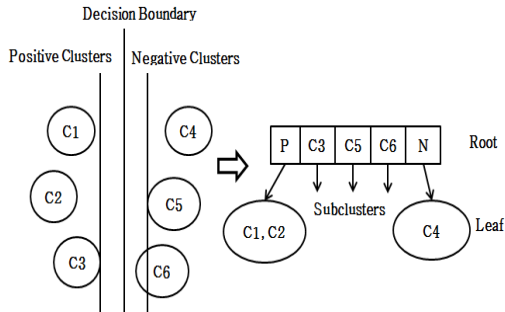 Decision Boundary
Positive Clusters
Negative Clusters
C1
C4
C2
C5
C3
C6
P C3 C5 C6 N
Root
Subclusters
C1, C2
C4
Leaf